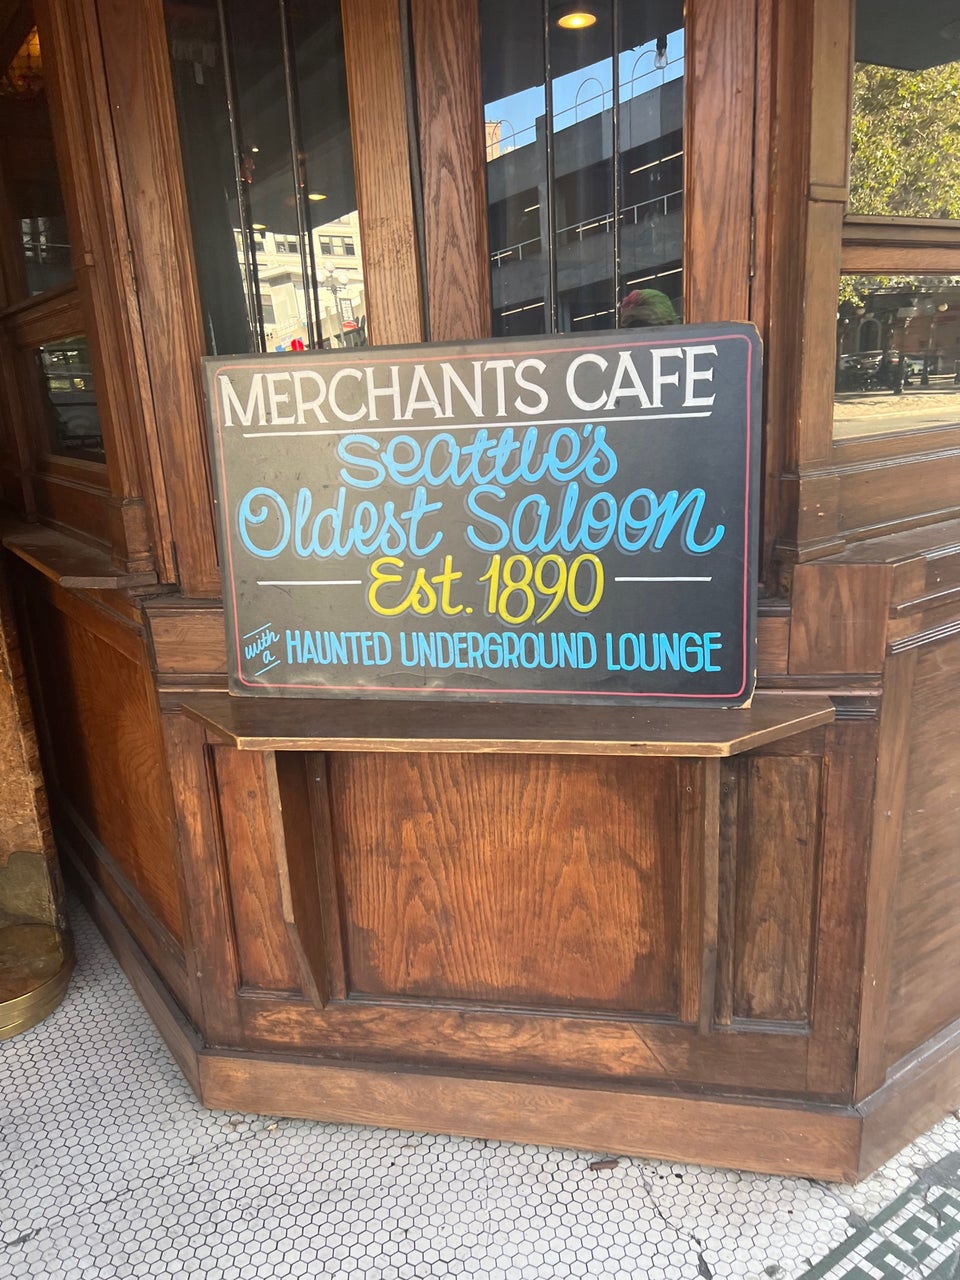 MERCHANTS CAFE
Seattle's
Oldest Saloon
Est. 1890
with a HAUNTED UNDERGROUND LOUNGE